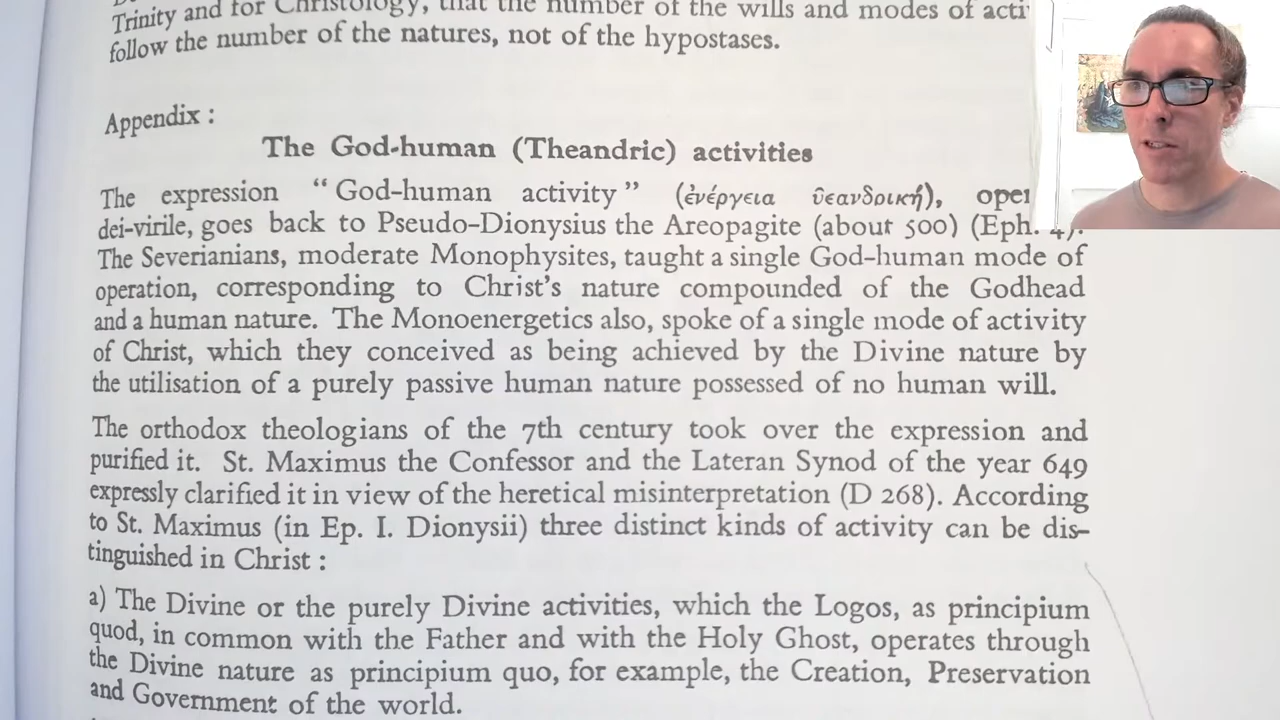 Trinity and for Christology, that the number of the wills and modes of acti
follow the number of the natures, not of the hypostases.
Appendix :
The God-human (Theandric) activities
The expression “God-human activity” (ἐνέργεια ϑεανδρική), oper
dei-virile, goes back to Pseudo-Dionysius the Areopagite (about 500) (Eph. 4).
The Severianians, moderate Monophysites, taught a single God-human mode of
operation, corresponding to Christ’s nature compounded of the Godhead
and a human nature. The Monoenergetics also, spoke of a single mode of activity
of Christ, which they conceived as being achieved by the Divine nature by
the utilisation of a purely passive human nature possessed of no human will.
The orthodox theologians of the 7th century took over the expression and
purified it. St. Maximus the Confessor and the Lateran Synod of the year 649
expressly clarified it in view of the heretical misinterpretation (D 268). According
to St. Maximus (in Ep. I. Dionysii) three distinct kinds of activity can be dis-
tinguished in Christ :
a) The Divine or the purely Divine activities, which the Logos, as principium
quod, in common with the Father and with the Holy Ghost, operates through
the Divine nature as principium quo, for example, the Creation, Preservation
and Government of the world.